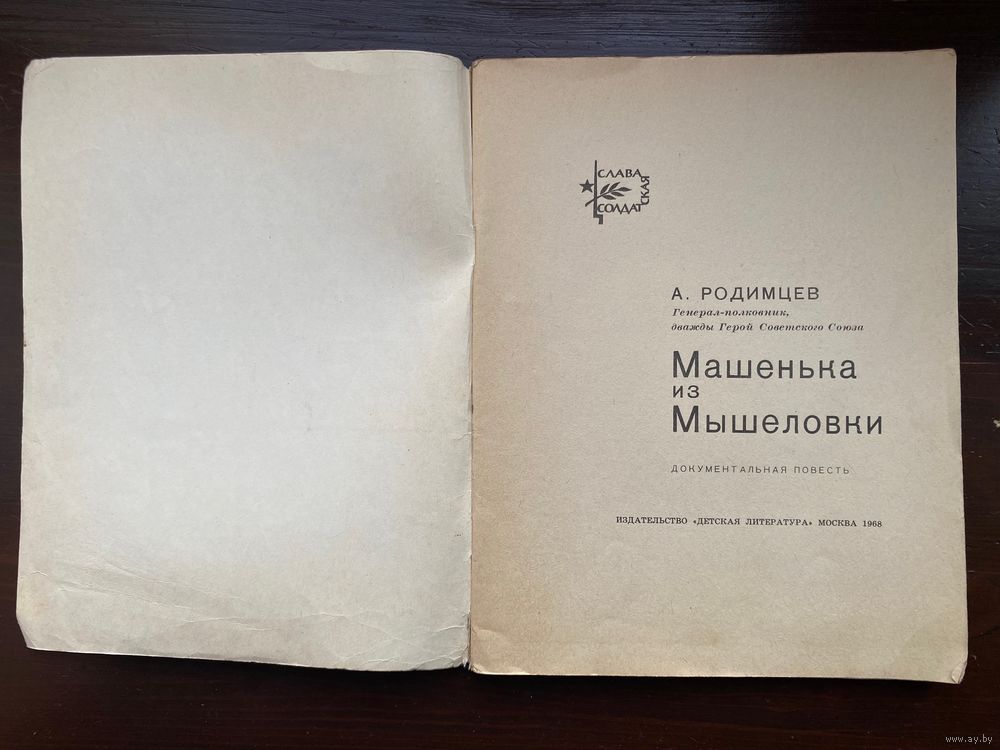 СЛАВА
СОЛДАТСКАЯ
А. РОДИМЦЕВ
Генерал-полковник,
дважды Герой Советского Союза
Машенька
из
Мышеловки
ДОКУМЕНТАЛЬНАЯ ПОВЕСТЬ
ИЗДАТЕЛЬСТВО «ДЕТСКАЯ ЛИТЕРАТУРА» МОСКВА 1968
www.ay.by